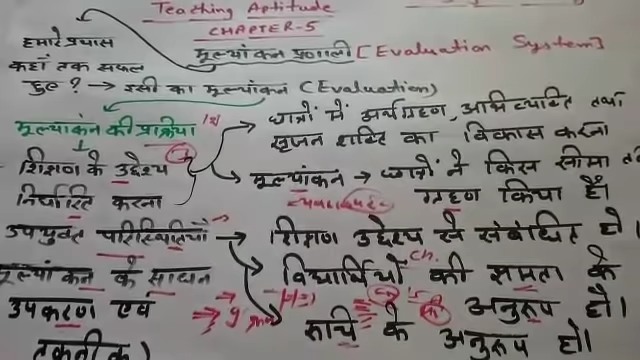 Teaching Aptitude
CHAPTER-5
मूल्यांकन प्रणाली [Evaluation System]
हमारे प्रयास
कहाँ तक सफल
हुए ? → इसी का मूल्यांकन (Evaluation)
मूल्यांकन की प्रक्रिया
शिक्षण के उद्देश्य
निर्धारित करना
छात्रों में अर्थग्रहण, अभिव्यक्ति तथा
सृजन शक्ति का विकास करना
मूल्यांकन → छात्रों ने किस सीमा
ग्रहण किया है।
उपयुक्त परिस्थितियाँ
शिक्षण उद्देश्य से संबंधित हो।
विद्यार्थियों की क्षमता के
अनुरूप हो।
रूचि के अनुरूप हो।
मूल्यांकन के साधन
उपकरण एवं
तकनीक)